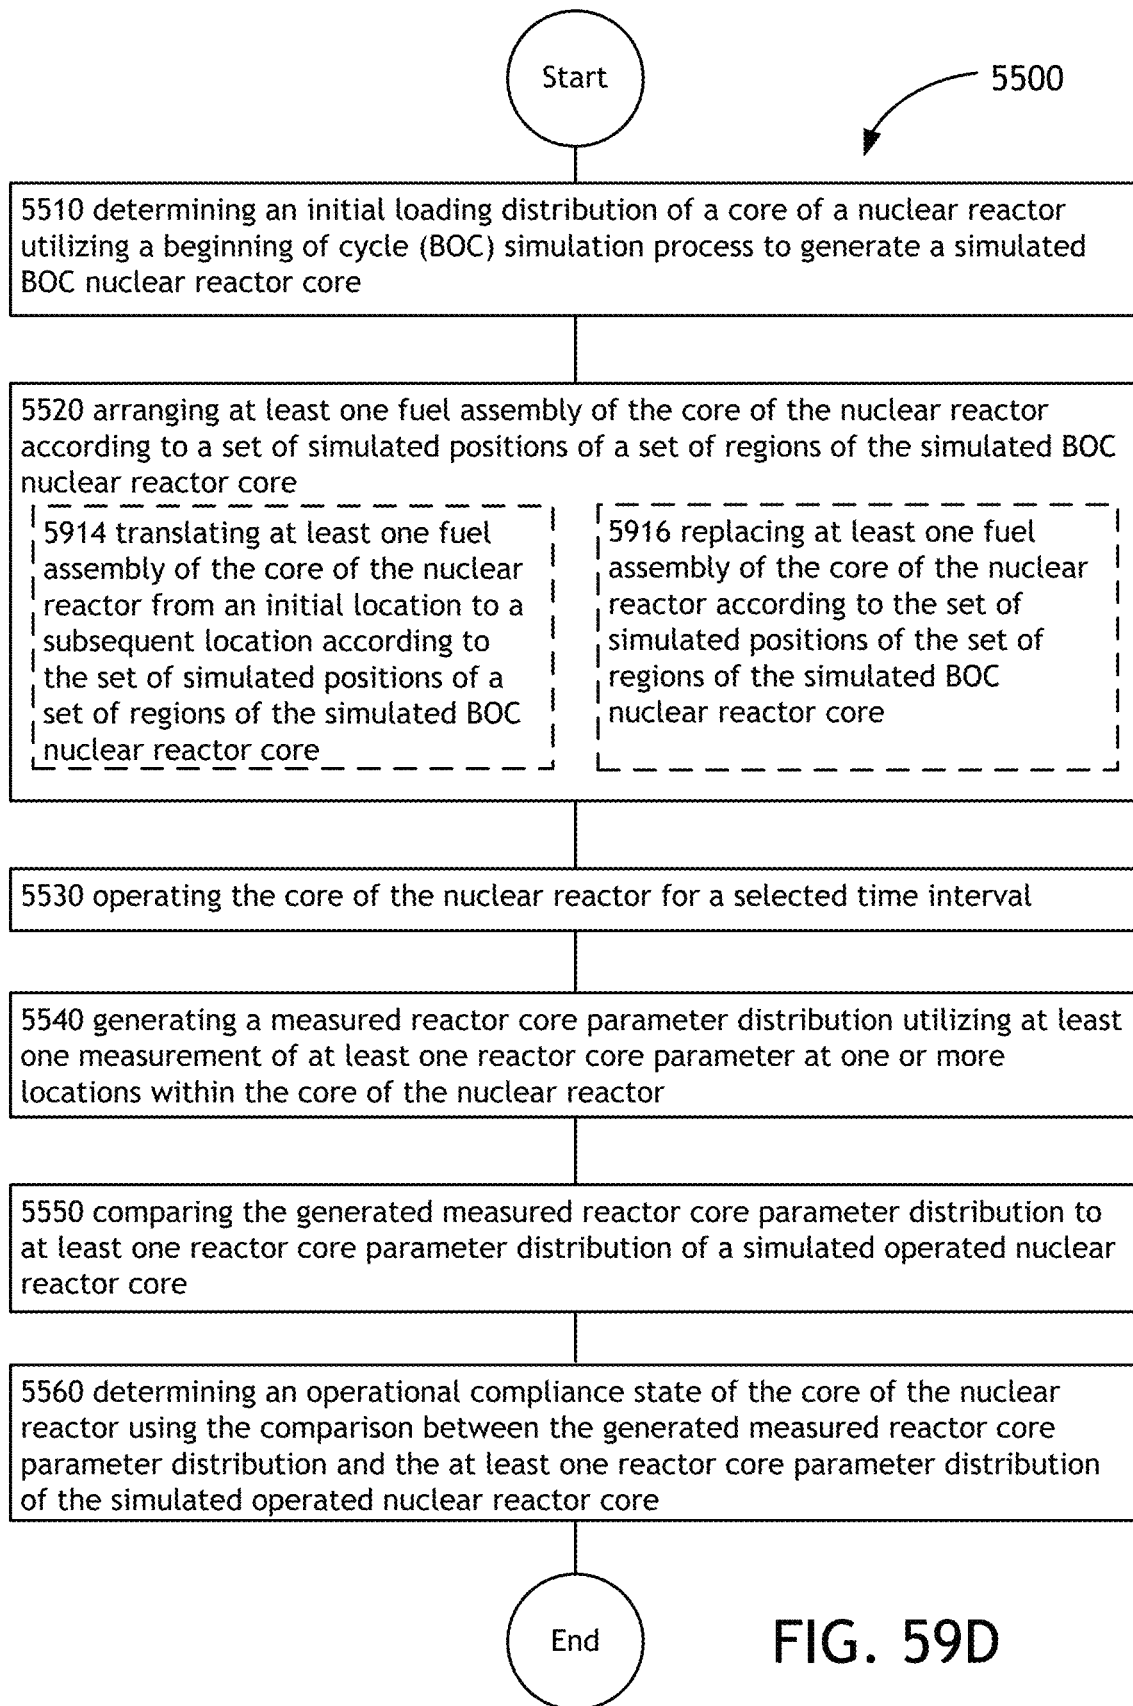 Start
5500
5510 determining an initial loading distribution of a core of a nuclear reactor
utilizing a beginning of cycle (BOC) simulation process to generate a simulated
BOC nuclear reactor core
5520 arranging at least one fuel assembly of the core of the nuclear reactor
according to a set of simulated positions of a set of regions of the simulated BOC
nuclear reactor core
5914 translating at least one fuel
assembly of the core of the nuclear
reactor from an initial location to a
subsequent location according to
the set of simulated positions of a
set of regions of the simulated BOC
nuclear reactor core
5916 replacing at least one fuel
assembly of the core of the nuclear
reactor according to the set of
simulated positions of the set of
regions of the simulated BOC
nuclear reactor core
5530 operating the core of the nuclear reactor for a selected time interval
5540 generating a measured reactor core parameter distribution utilizing at least
one measurement of at least one reactor core parameter at one or more
locations within the core of the nuclear reactor
5550 comparing the generated measured reactor core parameter distribution to
at least one reactor core parameter distribution of a simulated operated nuclear
reactor core
5560 determining an operational compliance state of the core of the nuclear
reactor using the comparison between the generated measured reactor core
parameter distribution and the at least one reactor core parameter distribution
of the simulated operated nuclear reactor core
End
FIG. 59D